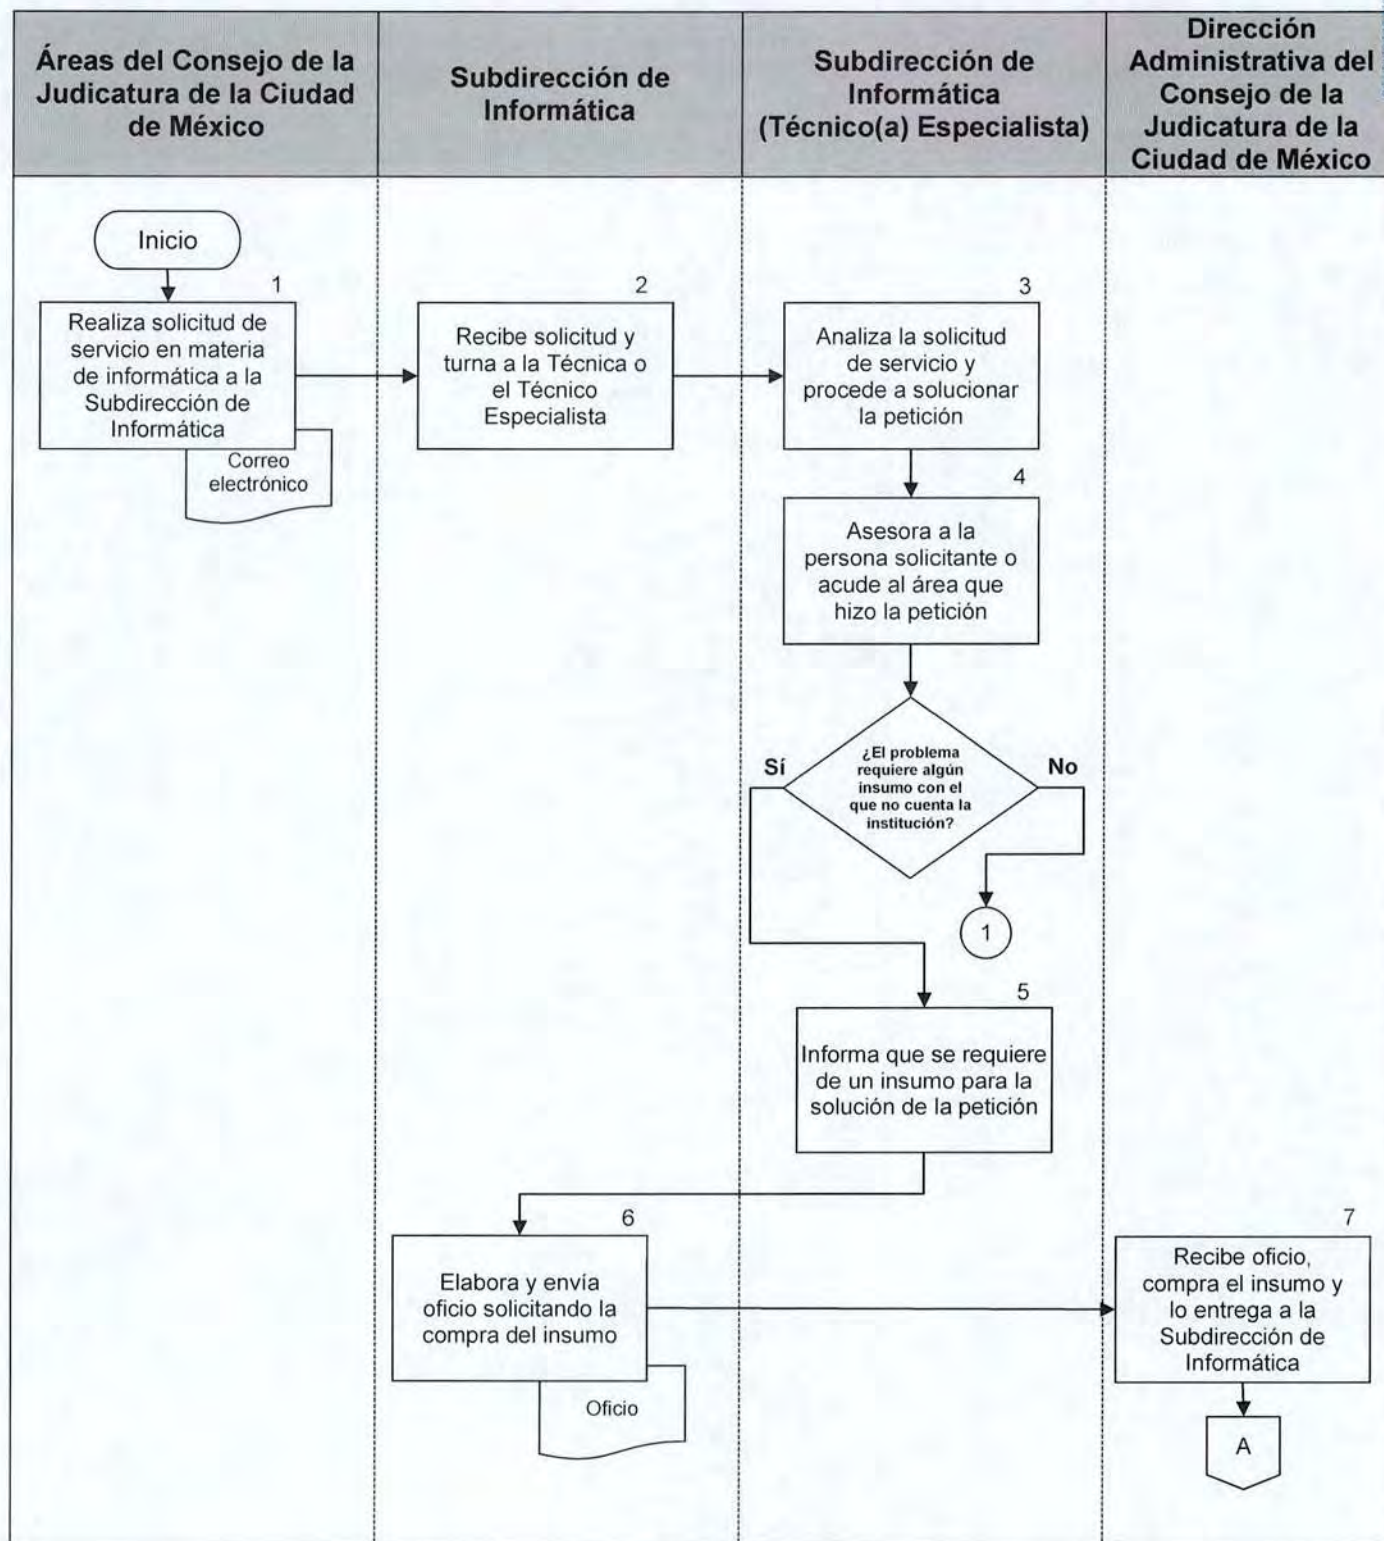 Áreas del Consejo de la
Judicatura de la Ciudad
de México
Subdirección de
Informática
Subdirección de
Informática
(Técnico(a) Especialista)
Dirección
Administrativa del
Consejo de la
Judicatura de la
Ciudad de México
Inicio
1
Realiza solicitud de
servicio en materia
de informática a la
Subdirección de
Informática
Correo
electrónico
2
Recibe solicitud y
turna a la Técnica o
el Técnico
Especialista
3
Analiza la solicitud
de servicio y
procede a solucionar
la petición
4
Asesora a la
persona solicitante o
acude al área que
hizo la petición
¿El problema
requiere algún
insumo con el
que no cuenta la
institución?
Sí
No
1
5
Informa que se requiere
de un insumo para la
solución de la petición
6
Elabora y envía
oficio solicitando la
compra del insumo
Oficio
7
Recibe oficio,
compra el insumo y
lo entrega a la
Subdirección de
Informática
A